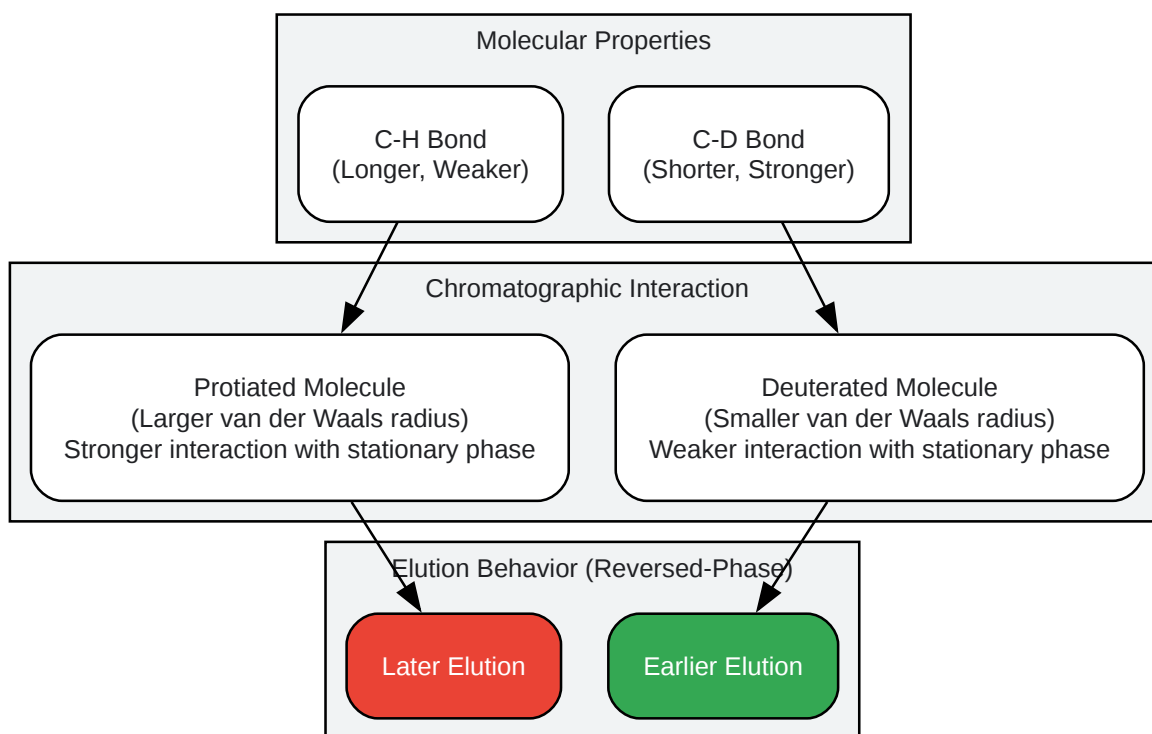 Molecular Properties
C-H Bond
(Longer, Weaker)
C-D Bond
(Shorter, Stronger)
Chromatographic Interaction
Protiated Molecule
(Larger van der Waals radius)
Stronger interaction with stationary phase
Deuterated Molecule
(Smaller van der Waals radius)
Weaker interaction with stationary phase
Elution Behavior (Reversed-Phase)
Later Elution
Earlier Elution